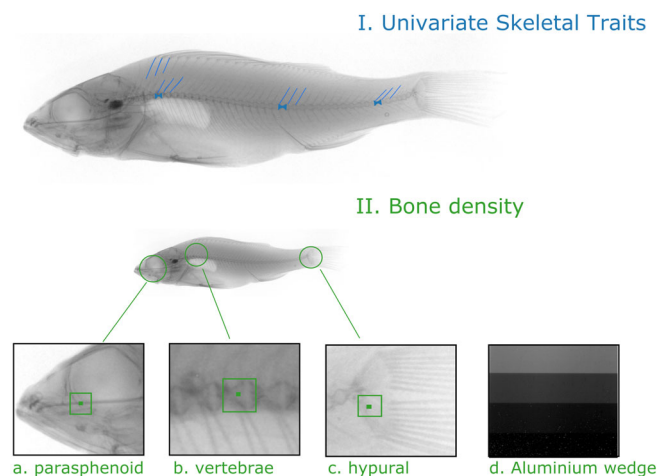 I. Univariate Skeletal Traits
II. Bone density
a. parasphenoid
b. vertebrae
c. hypural
d. Aluminium wedge